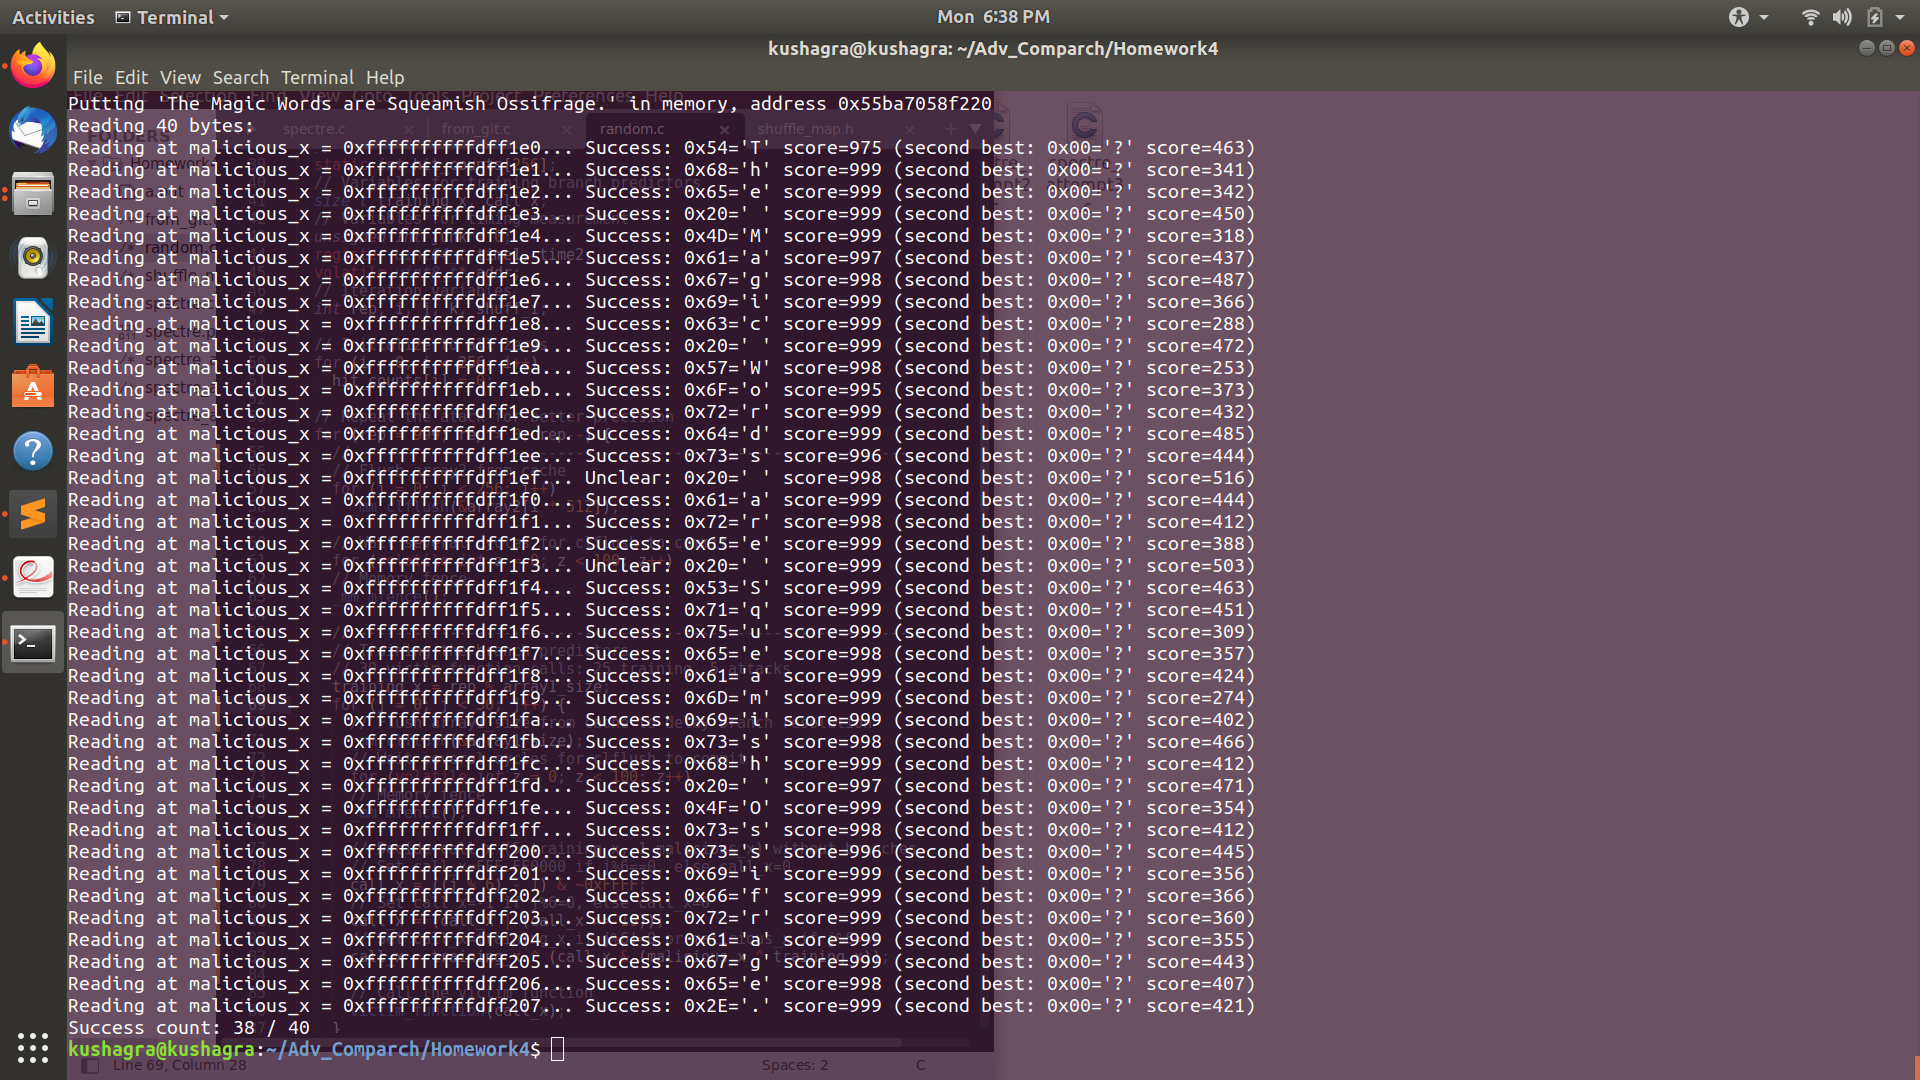 Activities Terminal Mon 6:38 PM
kushagra@kushagra: ~/Adv_Comparch/Homework4
File Edit View Search Terminal Help
Putting 'The Magic Words are Squeamish Ossifrage.' in memory, address 0x55ba7058f220
Reading 40 bytes:
Reading at malicious_x = 0xffffffffffdff1e0... Success: 0x54='T' score=975 (second best: 0x00='?' score=463)
Reading at malicious_x = 0xffffffffffdff1e1... Success: 0x68='h' score=999 (second best: 0x00='?' score=341)
Reading at malicious_x = 0xffffffffffdff1e2... Success: 0x65='e' score=999 (second best: 0x00='?' score=342)
Reading at malicious_x = 0xffffffffffdff1e3... Success: 0x20=' ' score=999 (second best: 0x00='?' score=450)
Reading at malicious_x = 0xffffffffffdff1e4... Success: 0x4D='M' score=999 (second best: 0x00='?' score=318)
Reading at malicious_x = 0xffffffffffdff1e5... Success: 0x61='a' score=997 (second best: 0x00='?' score=437)
Reading at malicious_x = 0xffffffffffdff1e6... Success: 0x67='g' score=998 (second best: 0x00='?' score=487)
Reading at malicious_x = 0xffffffffffdff1e7... Success: 0x69='i' score=999 (second best: 0x00='?' score=366)
Reading at malicious_x = 0xffffffffffdff1e8... Success: 0x63='c' score=999 (second best: 0x00='?' score=288)
Reading at malicious_x = 0xffffffffffdff1e9... Success: 0x20=' ' score=999 (second best: 0x00='?' score=472)
Reading at malicious_x = 0xffffffffffdff1ea... Success: 0x57='W' score=998 (second best: 0x00='?' score=253)
Reading at malicious_x = 0xffffffffffdff1eb... Success: 0x6F='o' score=995 (second best: 0x00='?' score=373)
Reading at malicious_x = 0xffffffffffdff1ec... Success: 0x72='r' score=999 (second best: 0x00='?' score=432)
Reading at malicious_x = 0xffffffffffdff1ed... Success: 0x64='d' score=999 (second best: 0x00='?' score=485)
Reading at malicious_x = 0xffffffffffdff1ee... Success: 0x73='s' score=996 (second best: 0x00='?' score=444)
Reading at malicious_x = 0xffffffffffdff1ef... Unclear: 0x20=' ' score=998 (second best: 0x00='?' score=516)
Reading at malicious_x = 0xffffffffffdff1f0... Success: 0x61='a' score=999 (second best: 0x00='?' score=444)
Reading at malicious_x = 0xffffffffffdff1f1... Success: 0x72='r' score=998 (second best: 0x00='?' score=412)
Reading at malicious_x = 0xffffffffffdff1f2... Success: 0x65='e' score=999 (second best: 0x00='?' score=388)
Reading at malicious_x = 0xffffffffffdff1f3... Unclear: 0x20=' ' score=999 (second best: 0x00='?' score=503)
Reading at malicious_x = 0xffffffffffdff1f4... Success: 0x53='S' score=999 (second best: 0x00='?' score=463)
Reading at malicious_x = 0xffffffffffdff1f5... Success: 0x71='q' score=999 (second best: 0x00='?' score=451)
Reading at malicious_x = 0xffffffffffdff1f6... Success: 0x75='u' score=999 (second best: 0x00='?' score=309)
Reading at malicious_x = 0xffffffffffdff1f7... Success: 0x65='e' score=998 (second best: 0x00='?' score=357)
Reading at malicious_x = 0xffffffffffdff1f8... Success: 0x61='a' score=999 (second best: 0x00='?' score=424)
Reading at malicious_x = 0xffffffffffdff1f9... Success: 0x6D='m' score=999 (second best: 0x00='?' score=274)
Reading at malicious_x = 0xffffffffffdff1fa... Success: 0x69='i' score=999 (second best: 0x00='?' score=402)
Reading at malicious_x = 0xffffffffffdff1fb... Success: 0x73='s' score=998 (second best: 0x00='?' score=466)
Reading at malicious_x = 0xffffffffffdff1fc... Success: 0x68='h' score=999 (second best: 0x00='?' score=412)
Reading at malicious_x = 0xffffffffffdff1fd... Success: 0x20=' ' score=997 (second best: 0x00='?' score=471)
Reading at malicious_x = 0xffffffffffdff1fe... Success: 0x4F='O' score=999 (second best: 0x00='?' score=354)
Reading at malicious_x = 0xffffffffffdff1ff... Success: 0x73='s' score=998 (second best: 0x00='?' score=412)
Reading at malicious_x = 0xffffffffffdff200... Success: 0x73='s' score=996 (second best: 0x00='?' score=445)
Reading at malicious_x = 0xffffffffffdff201... Success: 0x69='i' score=999 (second best: 0x00='?' score=356)
Reading at malicious_x = 0xffffffffffdff202... Success: 0x66='f' score=999 (second best: 0x00='?' score=366)
Reading at malicious_x = 0xffffffffffdff203... Success: 0x72='r' score=999 (second best: 0x00='?' score=360)
Reading at malicious_x = 0xffffffffffdff204... Success: 0x61='a' score=999 (second best: 0x00='?' score=355)
Reading at malicious_x = 0xffffffffffdff205... Success: 0x67='g' score=999 (second best: 0x00='?' score=443)
Reading at malicious_x = 0xffffffffffdff206... Success: 0x65='e' score=998 (second best: 0x00='?' score=407)
Reading at malicious_x = 0xffffffffffdff207... Success: 0x2E='.' score=999 (second best: 0x00='?' score=421)
Success count: 38 / 40
kushagra@kushagra:~/Adv_Comparch/Homework4$
Line 69, Column 28 Spaces: 2 C